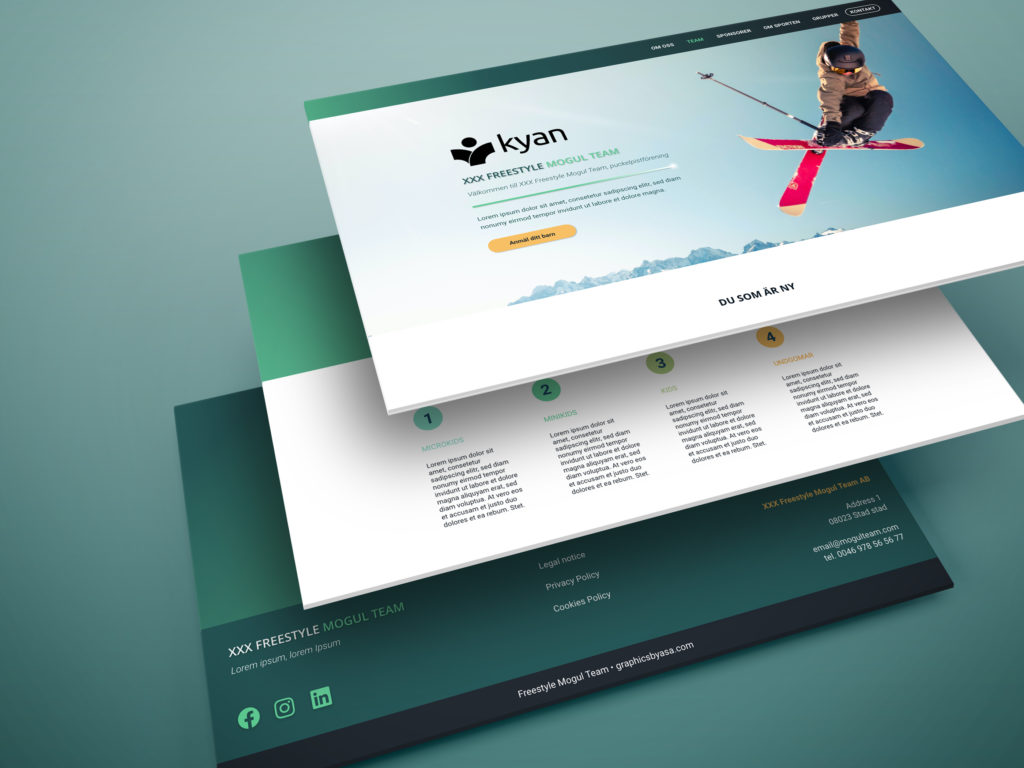 OM OSS TEAM SPONSORER OM SPORTEN GRUPPER KONTAKT
kyan
XXX FREESTYLE MOGUL TEAM
Välkommen till XXX Freestyle Mogul Team, puckelpistförening
Lorem ipsum dolor sit amet, consetetur sadipscing elitr, sed diam
nonumy eirmod tempor invidunt ut labore et dolore magna.
Anmäl ditt barn
DU SOM ÄR NY
1
MICROKIDS
Lorem ipsum dolor sit
amet, consetetur
sadipscing elitr, sed diam
nonumy eirmod tempor
invidunt ut labore et dolore
magna aliquyam erat, sed
diam voluptua. At vero eos
et accusam et justo duo
dolores et ea rebum. Stet.
2
MINIKIDS
Lorem ipsum dolor sit
amet, consetetur
sadipscing elitr, sed diam
nonumy eirmod tempor
invidunt ut labore et dolore
magna aliquyam erat, sed
diam voluptua. At vero eos
et accusam et justo duo
dolores et ea rebum. Stet.
3
KIDS
Lorem ipsum dolor sit
amet, consetetur
sadipscing elitr, sed diam
nonumy eirmod tempor
invidunt ut labore et dolore
magna aliquyam erat, sed
diam voluptua. At vero eos
et accusam et justo duo
dolores et ea rebum. Stet.
4
UNGDOMAR
Lorem ipsum dolor sit
amet, consetetur
sadipscing elitr, sed diam
nonumy eirmod tempor
invidunt ut labore et dolore
magna aliquyam erat, sed
diam voluptua. At vero eos
et accusam et justo duo
dolores et ea rebum. Stet.
XXX FREESTYLE MOGUL TEAM
Lorem ipsum, lorem Ipsum
Legal notice
Privacy Policy
Cookies Policy
XXX Freestyle Mogul Team AB
Address 1
08023 Stad stad
email@mogulteam.com
tel. 0046 978 56 56 77
Freestyle Mogul Team • graphicsbyasa.com